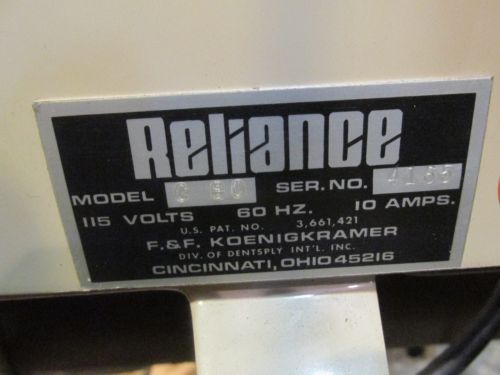 Reliance
MODEL SER. NO.
115 VOLTS 60 HZ. 10 AMPS.
U.S. PAT. NO. 3,661,421
F.&F. KOENIGKRAMER
DIV. OF DENTSPLY INT'L. INC.
CINCINNATI, OHIO 45216